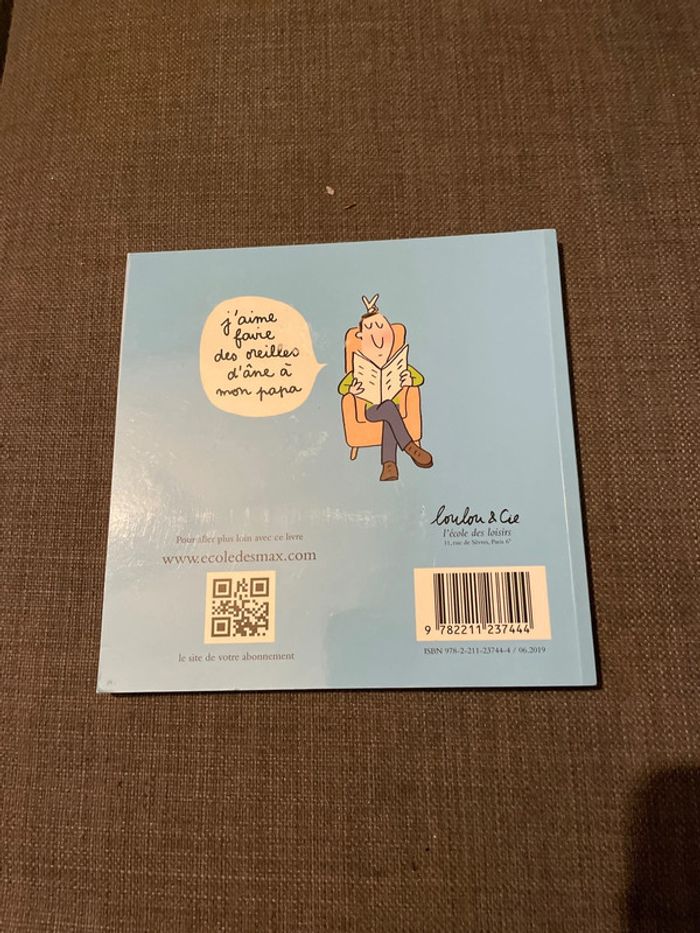 j'aime
faire
des oreilles
d'âne à
mon papa
loulou & Cie
l'école des loisirs
11, rue de Sèvres, Paris 6e
Pour aller plus loin avec ce livre
www.ecoledesmax.com
le site de votre abonnement
9 782211 237444
ISBN 978-2-211-23744-4 / 06.2019